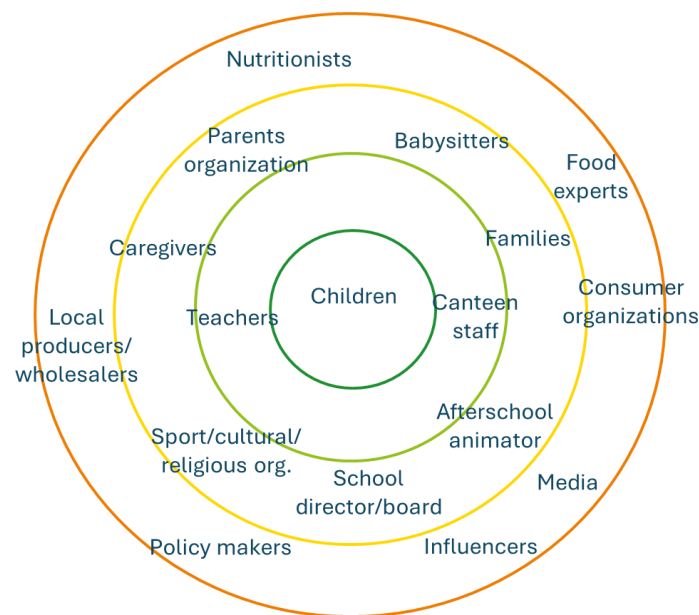 Nutritionists
Parents
organization
Babysitters
Food
experts
Caregivers
Families
Children
Consumer
organizations
Local
producers/
wholesalers
Teachers
Canteen
staff
Afterschool
animator
Sport/cultural/
religious org.
School
director/board
Media
Policy makers
Influencers